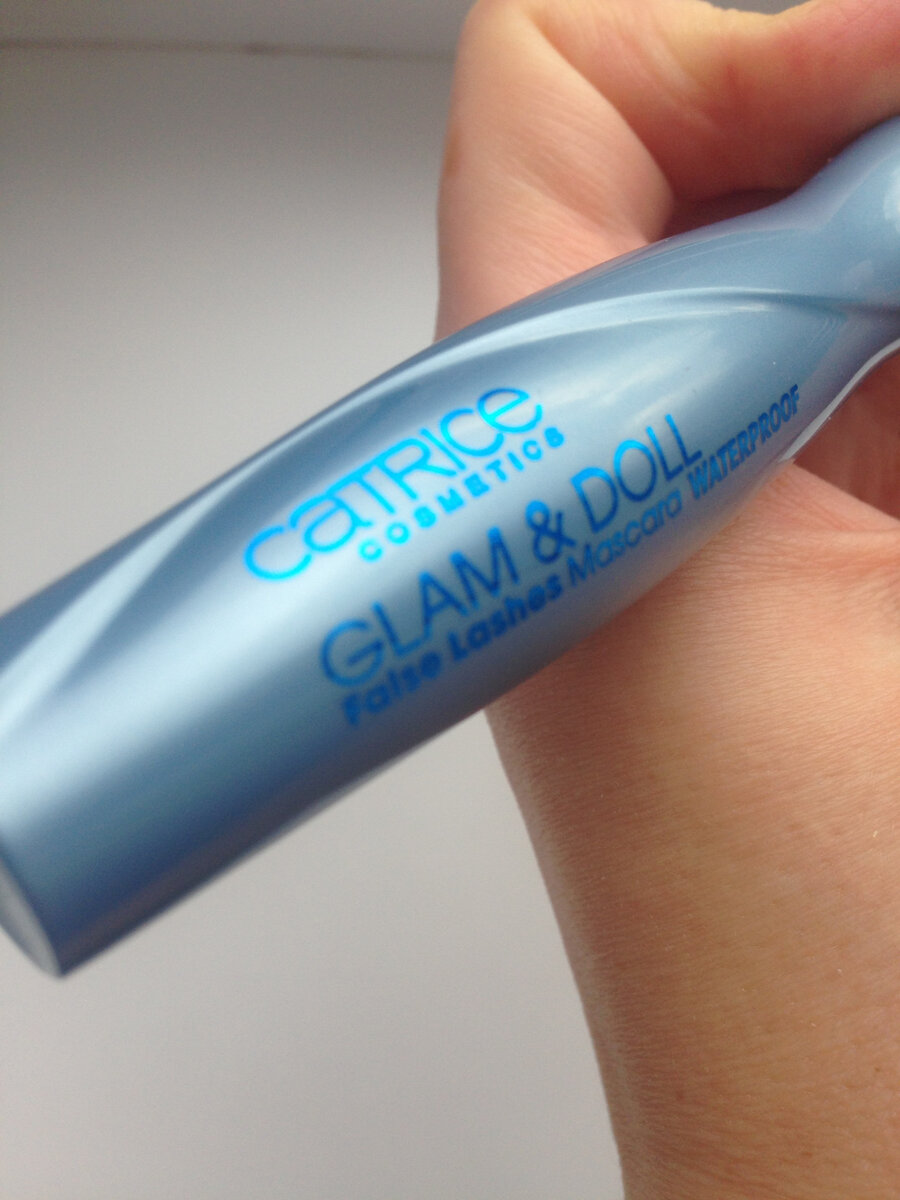 CATRICE
COSMETICS
GLAM & DOLL
False Lashes Mascara WATERPROOF